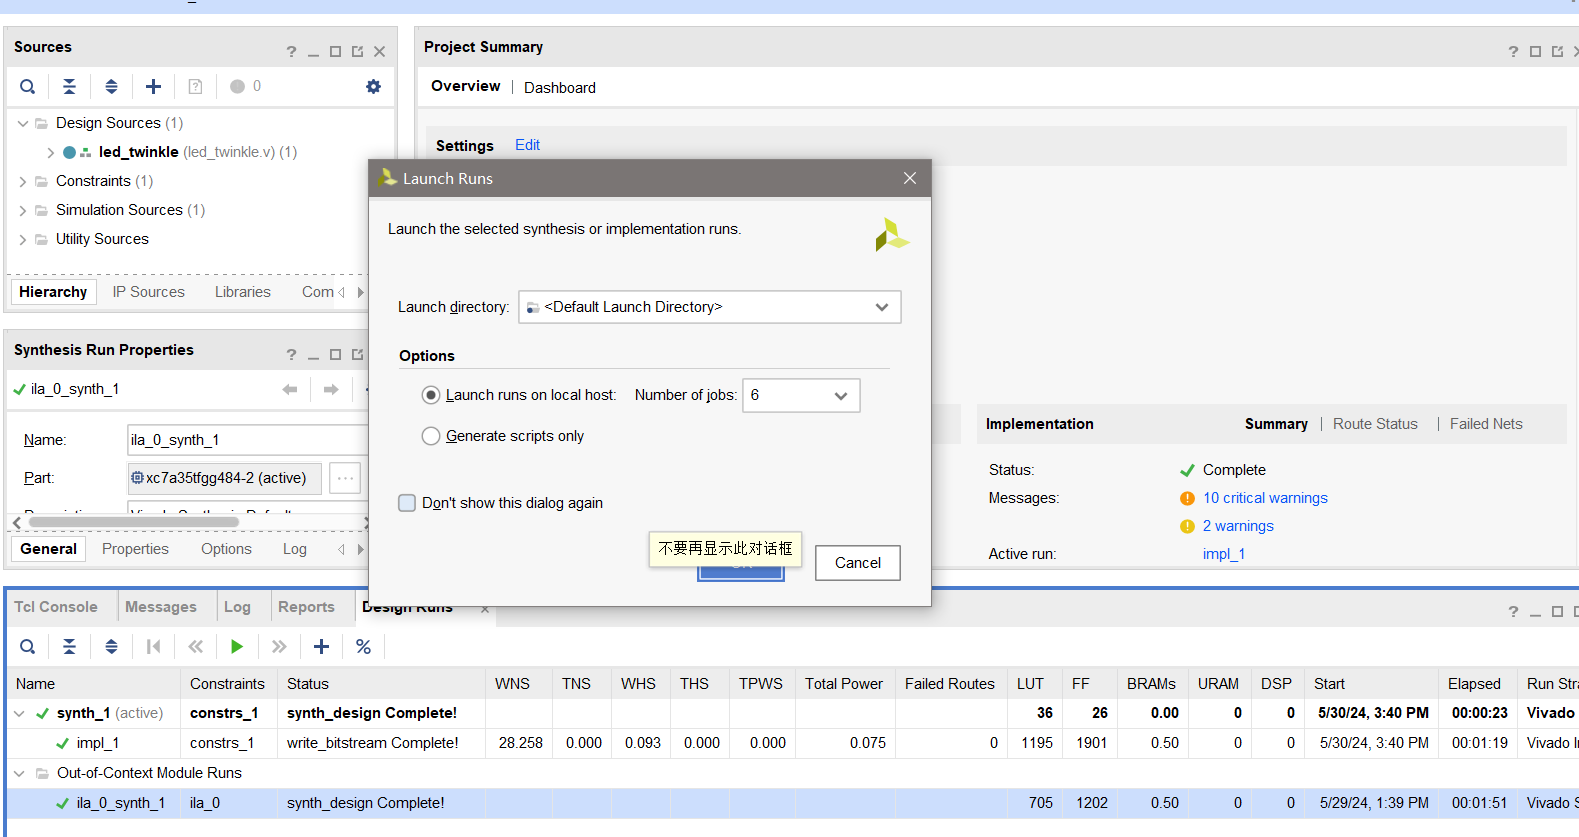 Sources
? _
0
Design Sources (1)
led_twinkle (led_twinkle.v) (1)
Constraints (1)
Simulation Sources (1)
Utility Sources
Hierarchy IP Sources Libraries Com
Synthesis Run Properties
? _
ila_0_synth_1
Name: ila_0_synth_1
Part: xc7a35tfgg484-2 (active) ...
General Properties Options Log
Project Summary
?
Overview | Dashboard
Settings Edit
Launch Runs
Launch the selected synthesis or implementation runs.
Launch directory: <Default Launch Directory>
Options
Launch runs on local host: Number of jobs: 6
Generate scripts only
Don't show this dialog again
不要再显示此对话框
Cancel
Implementation Summary | Route Status | Failed Nets
Status: Complete
Messages: 10 critical warnings
2 warnings
Active run: impl_1
Tcl Console Messages Log Reports Design Runs
? _
%
Name Constraints Status WNS TNS WHS THS TPWS Total Power Failed Routes LUT FF BRAMs URAM DSP Start Elapsed Run Stra
synth_1 (active) constrs_1 synth_design Complete! 36 26 0.00 0 0 5/30/24, 3:40 PM 00:00:23 Vivado
impl_1 constrs_1 write_bitstream Complete! 28.258 0.000 0.093 0.000 0.000 0.075 0 1195 1901 0.50 0 0 5/30/24, 3:40 PM 00:01:19 Vivado I
Out-of-Context Module Runs
ila_0_synth_1 ila_0 synth_design Complete! 705 1202 0.50 0 0 5/29/24, 1:39 PM 00:01:51 Vivado S